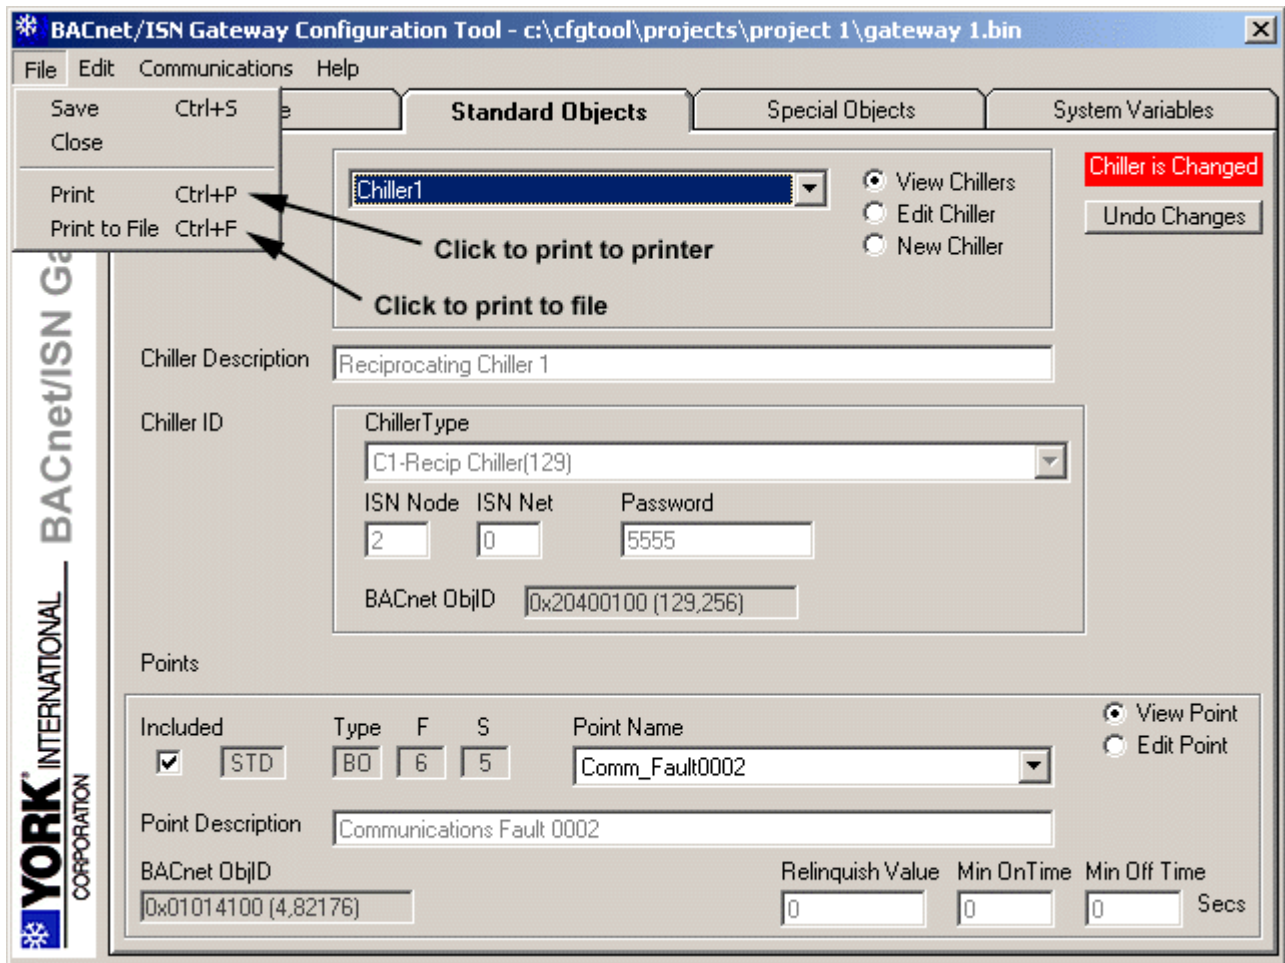 BACnet/ISN Gateway Configuration Tool - c:\cfgtool\projects\project 1\gateway 1.bin
File Edit Communications Help
Save Ctrl+S
Close
Print Ctrl+P
Print to File Ctrl+F
Standard Objects
Special Objects
System Variables
Chiller1
View Chillers
Edit Chiller
New Chiller
Chiller is Changed
Undo Changes
Click to print to printer
Click to print to file
Chiller Description Reciprocating Chiller 1
Chiller ID
ChillerType
C1-Recip Chiller(129)
ISN Node ISN Net Password
2 0 5555
BACnet ObjID 0x20400100 (129,256)
Points
Included Type F S Point Name
STD BO 6 5 Comm_Fault0002
View Point
Edit Point
Point Description Communications Fault 0002
BACnet ObjID Relinquish Value Min OnTime Min Off Time
0x01014100 (4,82176) 0 0 0 Secs
YORK INTERNATIONAL
CORPORATION
BACnet/ISN Ga